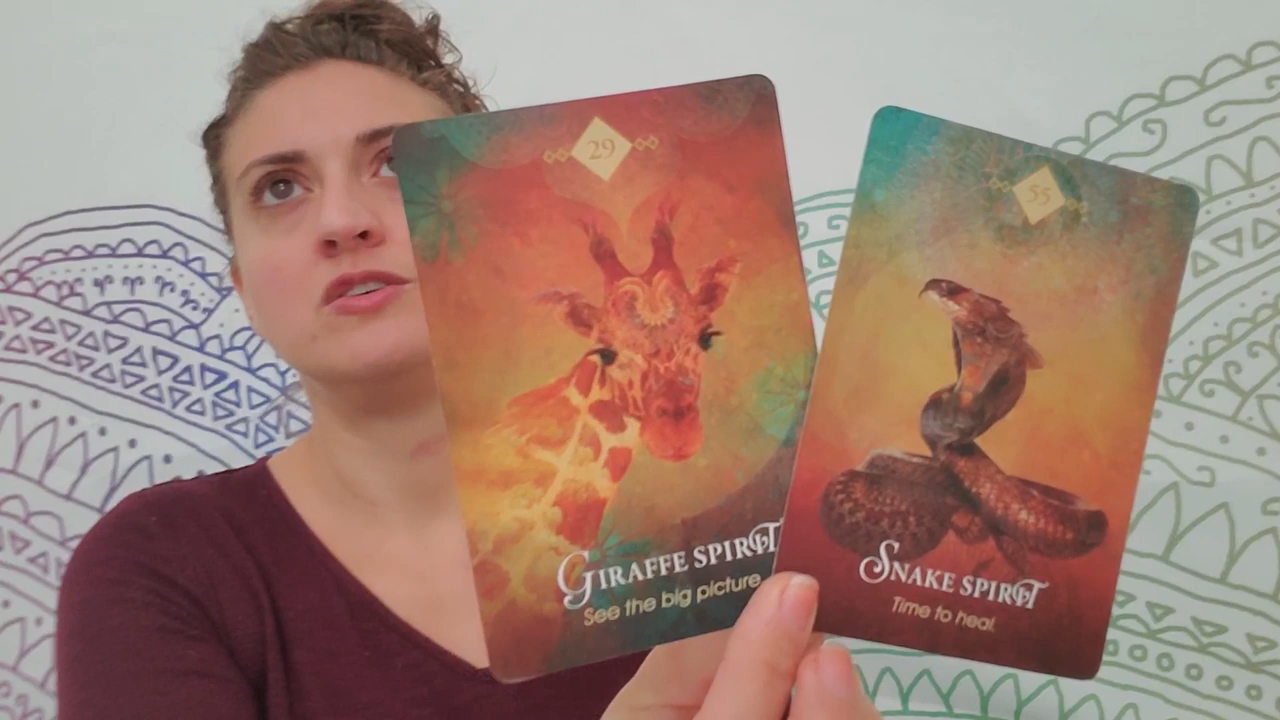 29
GIRAFFE SPIRIT
See the big picture
55
SNAKE SPIRIT
Time to heal.